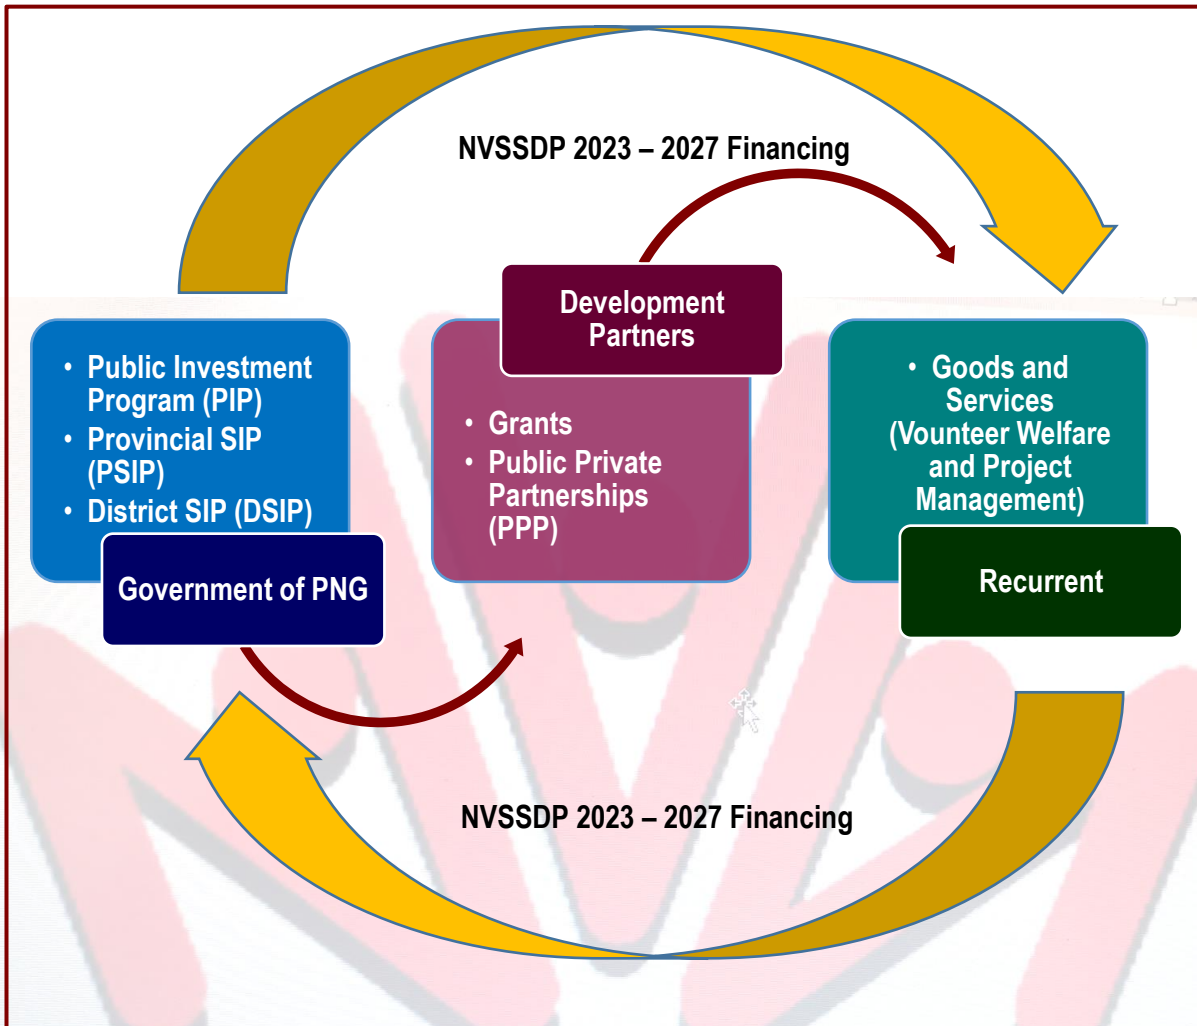 NVSSDP 2023 – 2027 Financing
• Public Investment
Program (PIP)
• Provincial SIP
(PSIP)
• District SIP (DSIP)
Government of PNG
Development
Partners
• Grants
• Public Private
Partnerships
(PPP)
• Goods and
Services
(Vounteer Welfare
and Project
Management)
Recurrent
NVSSDP 2023 – 2027 Financing